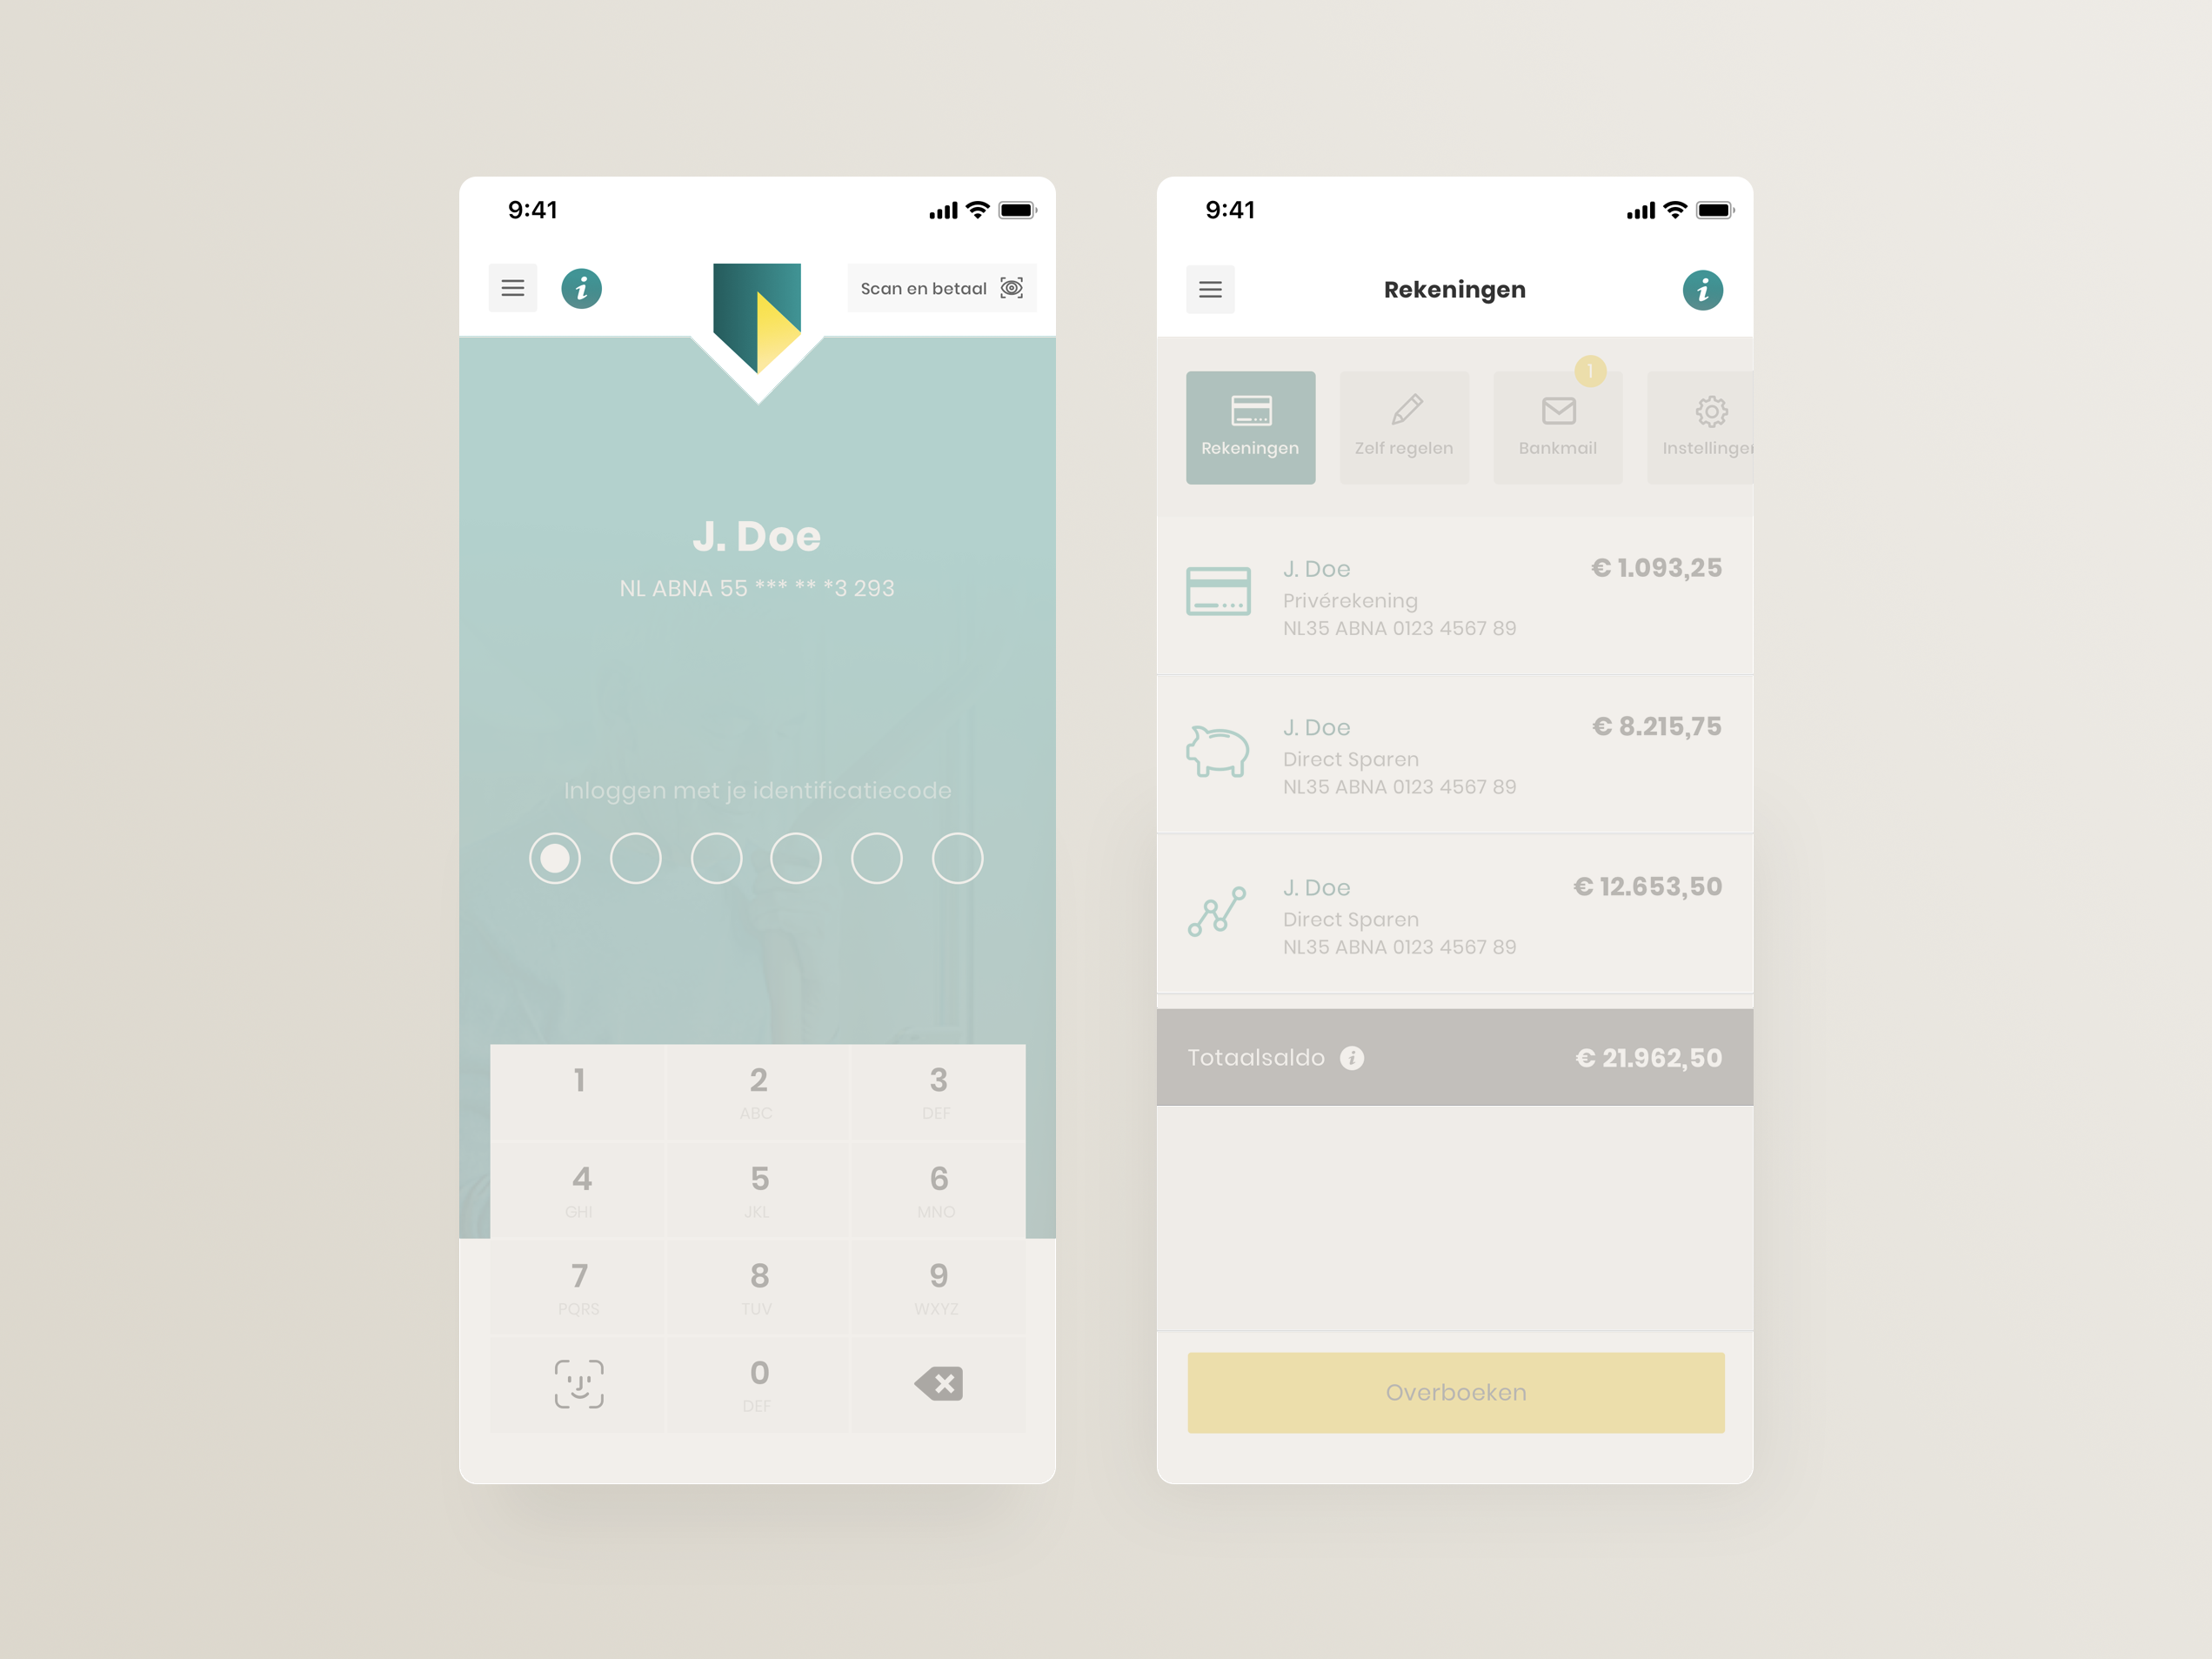 9:41
i
Scan en betaal
J. Doe
NL ABNA 55 *** ** *3 293
Inloggen met je identificatiecode
1 2 3
ABC DEF
4 5 6
GHI JKL MNO
7 8 9
PQRS TUV WXYZ
0
DEF
9:41
Rekeningen
i
1
Rekeningen Zelf regelen Bankmail Instellingen
J. Doe € 1.093,25
Privérekening
NL35 ABNA 0123 4567 89
J. Doe € 8.215,75
Direct Sparen
NL35 ABNA 0123 4567 89
J. Doe € 12.653,50
Direct Sparen
NL35 ABNA 0123 4567 89
Totaalsaldo i € 21.962,50
Overboeken